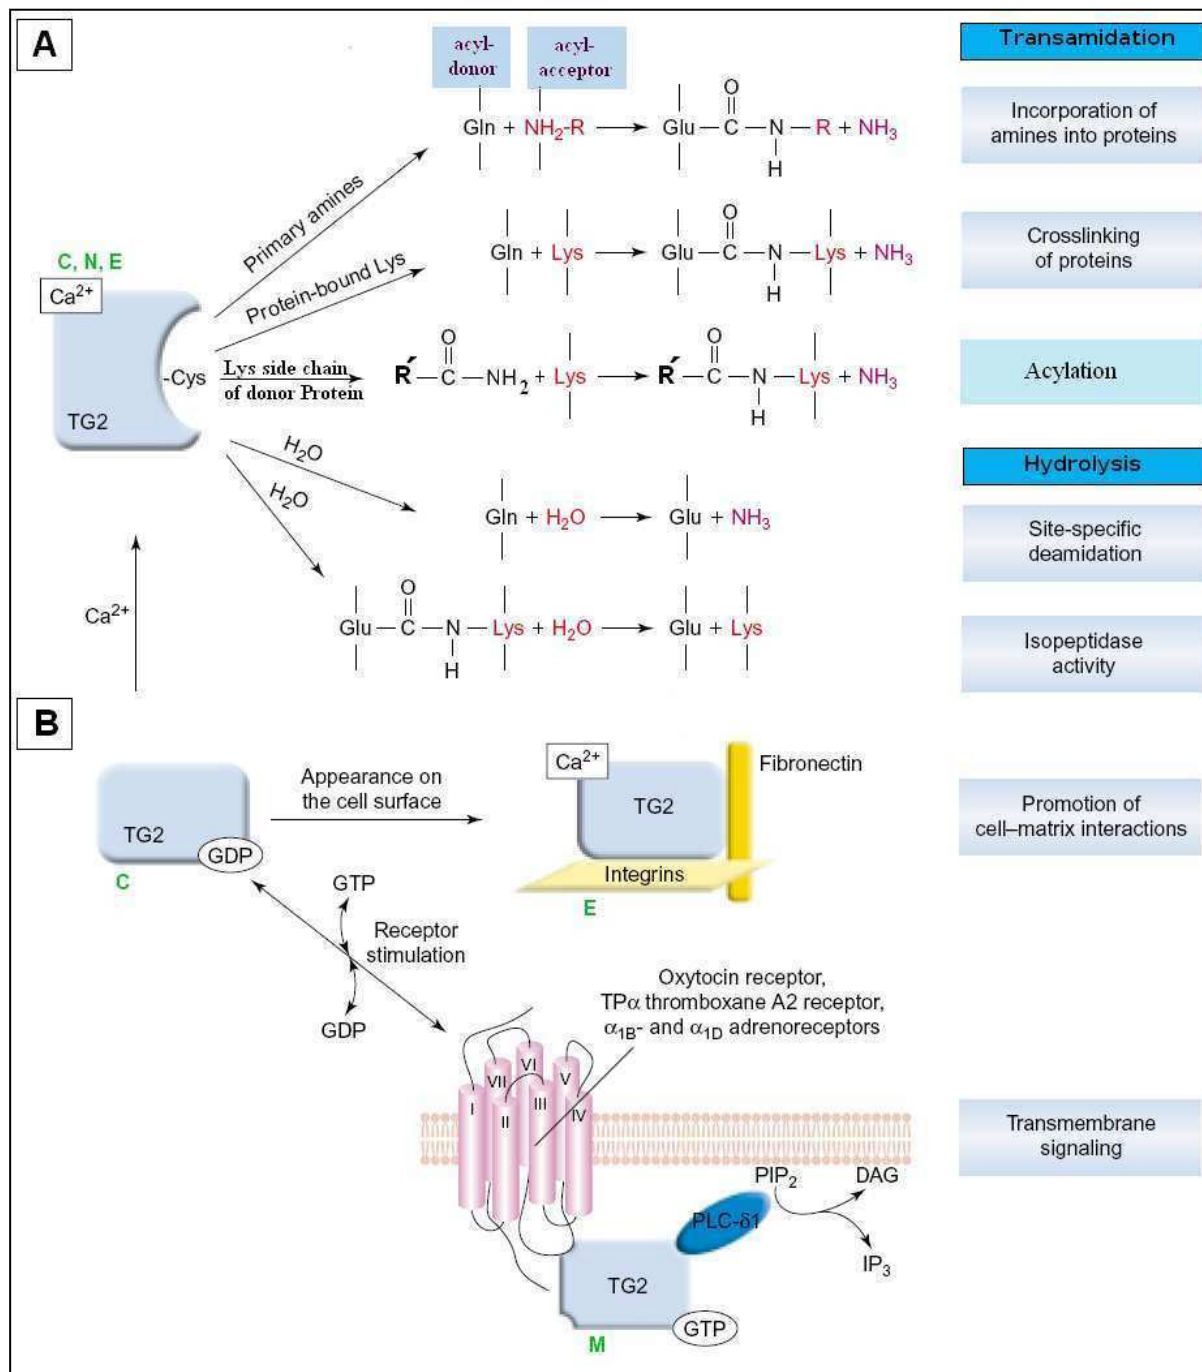 A
acyl-
donor
acyl-
acceptor
Transamidation
Gln + NH2-R
Glu — C — N — R + NH3
O
H
Incorporation of
amines into proteins
Primary amines
Gln + Lys
Glu — C — N — Lys + NH3
O
H
Crosslinking
of proteins
Protein-bound Lys
C, N, E
Ca2+
-Cys
TG2
Lys side chain
of donor Protein
O
R´ — C — NH2 + Lys
O
R´ — C — N — Lys + NH3
H
Acylation
Hydrolysis
H2O
H2O
Gln + H2O
Glu + NH3
Site-specific
deamidation
Ca2+
O
Glu — C — N — Lys + H2O
H
Glu + Lys
Isopeptidase
activity
B
TG2
GDP
C
Appearance on
the cell surface
Ca2+
TG2
Fibronectin
Integrins
E
Promotion of
cell–matrix interactions
GTP
Receptor
stimulation
GDP
Oxytocin receptor,
TPα thromboxane A2 receptor,
α1B- and α1D adrenoreceptors
I
II
III
IV
V
VI
VII
Transmembrane
signaling
PIP2
DAG
PLC-δ1
IP3
TG2
GTP
M